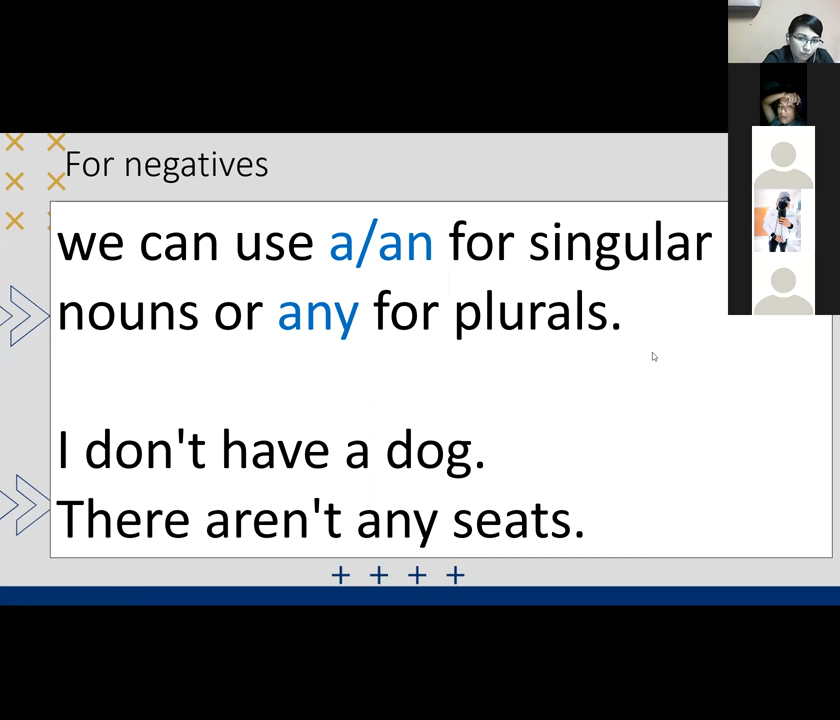 For negatives
we can use a/an for singular
nouns or any for plurals.
I don't have a dog.
There aren't any seats.